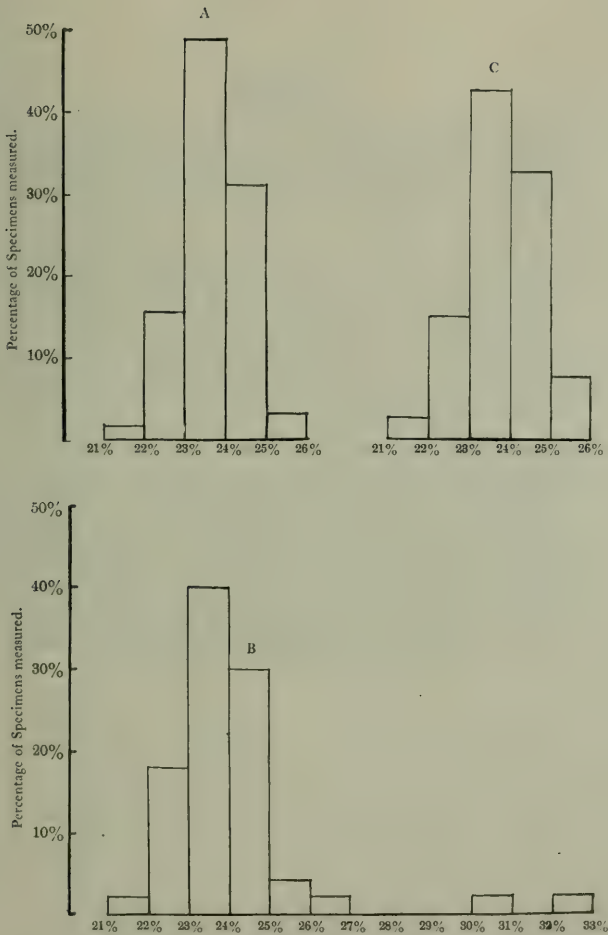 A
C
50%
40%
30%
20%
10%
Percentage of Specimens measured.
21% 22% 23% 24% 25% 26%
21% 22% 23% 24% 25% 26%
50%
40%
30%
20%
10%
Percentage of Specimens measured.
B
21% 22% 23% 24% 25% 26% 27% 28% 29% 30% 31% 32% 33%